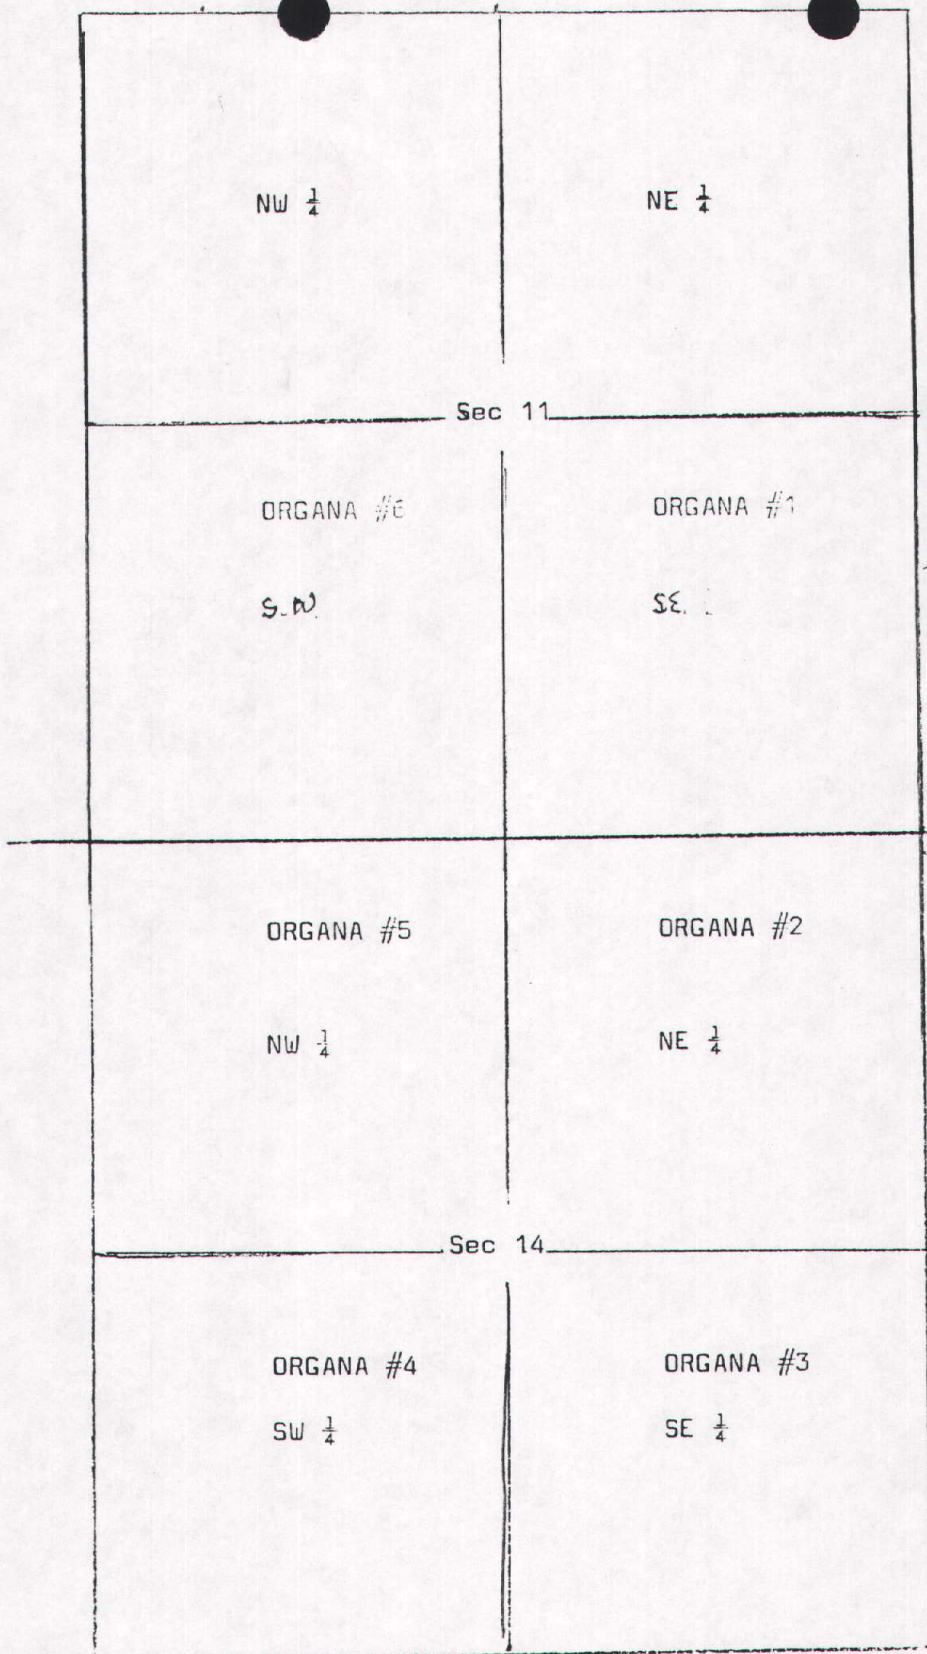 NW 1/4 NE 1/4
Sec 11
ORGANA #6 ORGANA #1
S.W. SE.
ORGANA #5 ORGANA #2
NW 1/4 NE 1/4
Sec 14
ORGANA #4 ORGANA #3
SW 1/4 SE 1/4